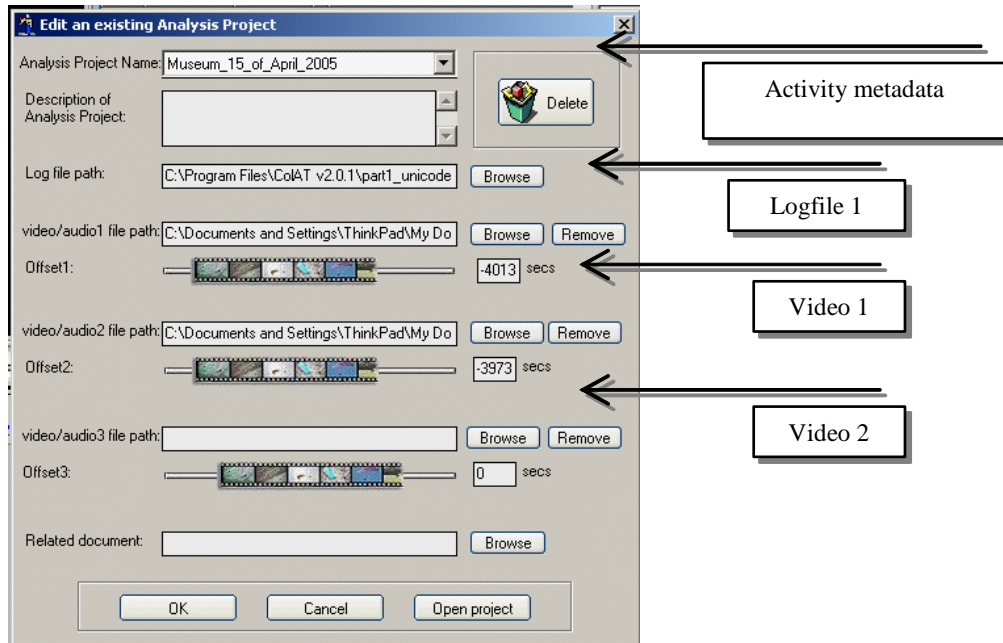 Edit an existing Analysis Project
Analysis Project Name: Museum_15_of_April_2005
Activity metadata
Description of
Analysis Project:
Delete
Log file path: C:\Program Files\ColAT v2.0.1\part1_unicode Browse
Logfile 1
video/audio1 file path: C:\Documents and Settings\ThinkPad\My Do Browse Remove
Offset1: -4013 secs
Video 1
video/audio2 file path: C:\Documents and Settings\ThinkPad\My Do Browse Remove
Offset2: -3973 secs
Video 2
video/audio3 file path: Browse Remove
Offset3: 0 secs
Related document: Browse
OK Cancel Open project